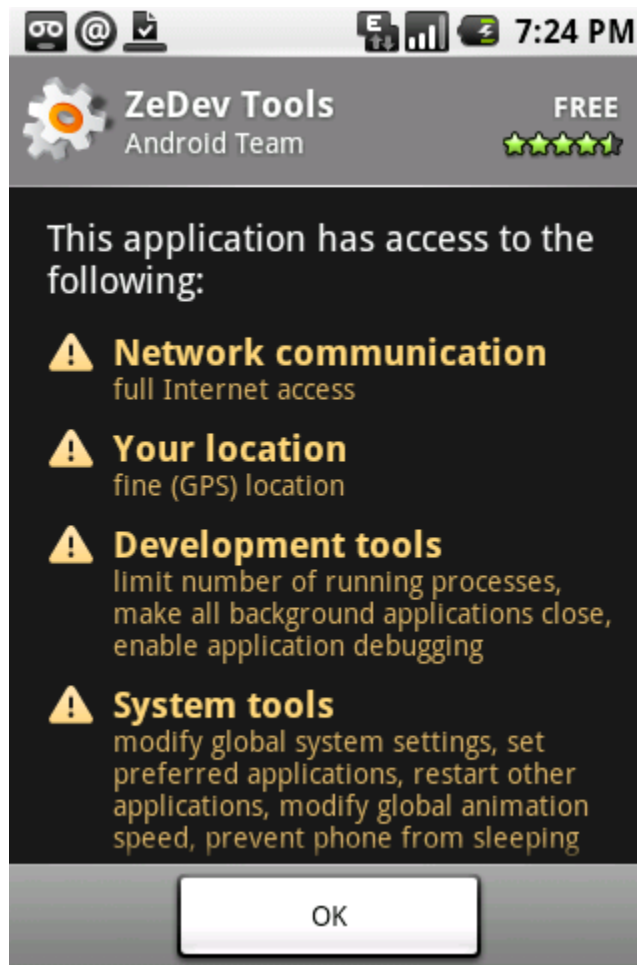 E 7:24 PM
ZeDev Tools FREE
Android Team
This application has access to the
following:
Network communication
full Internet access
Your location
fine (GPS) location
Development tools
limit number of running processes,
make all background applications close,
enable application debugging
System tools
modify global system settings, set
preferred applications, restart other
applications, modify global animation
speed, prevent phone from sleeping
OK